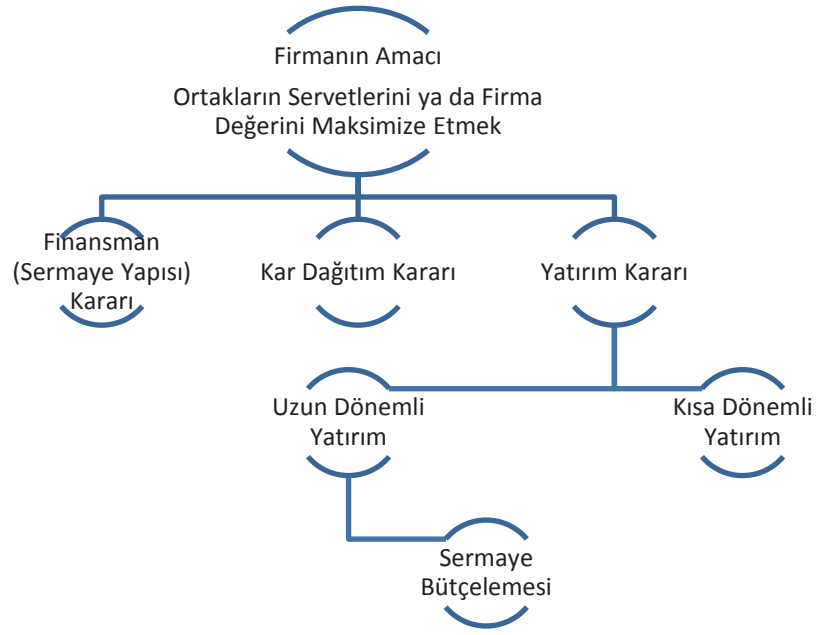 Firmanın Amacı
Ortakların Servetlerini ya da Firma
Değerini Maksimize Etmek
Finansman
(Sermaye Yapısı)
Kararı
Kar Dağıtım Kararı
Yatırım Kararı
Uzun Dönemli
Yatırım
Kısa Dönemli
Yatırım
Sermaye
Bütçelemesi